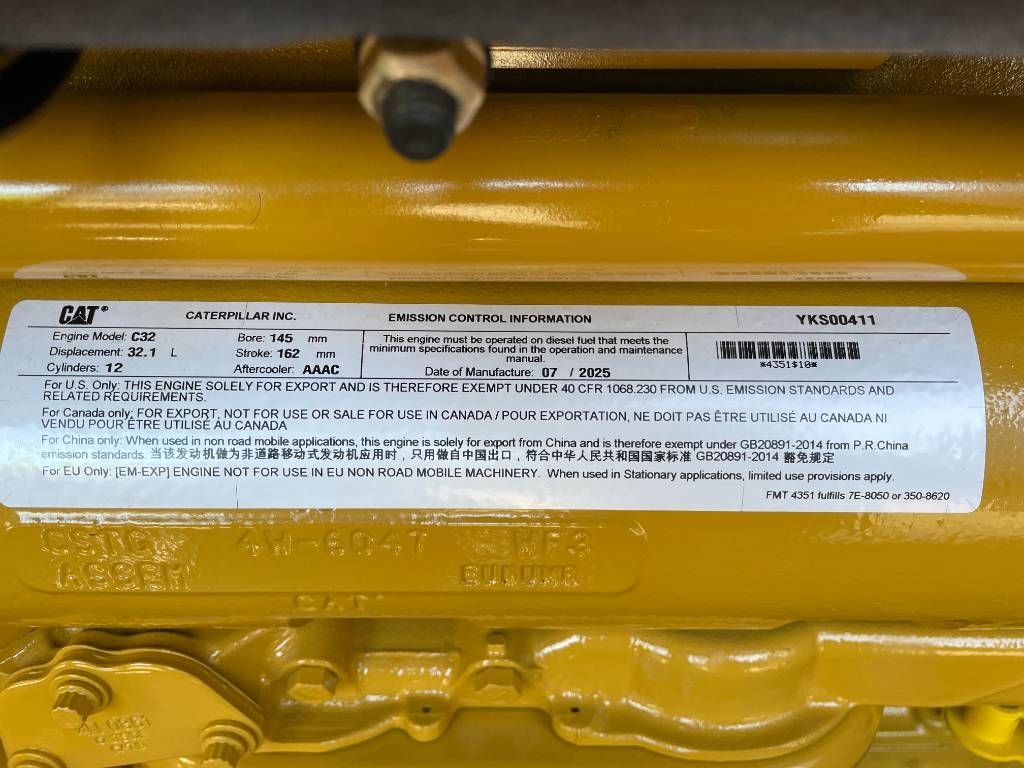 CAT®
CATERPILLAR INC.
EMISSION CONTROL INFORMATION
YKS00411
Engine Model: C32
Bore: 145 mm
Displacement: 32.1 L
Stroke: 162 mm
Cylinders: 12
Aftercooler: AAAC
This engine must be operated on diesel fuel that meets the
minimum specifications found in the operation and maintenance
manual.
Date of Manufacture: 07 / 2025
*4351$10*
For U.S. Only: THIS ENGINE SOLELY FOR EXPORT AND IS THEREFORE EXEMPT UNDER 40 CFR 1068.230 FROM U.S. EMISSION STANDARDS AND
RELATED REQUIREMENTS.
For Canada only: FOR EXPORT, NOT FOR USE OR SALE FOR USE IN CANADA / POUR EXPORTATION, NE DOIT PAS ÊTRE UTILISÉ AU CANADA NI
VENDU POUR ÊTRE UTILISÉ AU CANADA
For China only: When used in non road mobile applications, this engine is solely for export from China and is therefore exempt under GB20891-2014 from P.R.China
emission standards. 当该发动机做为非道路移动式发动机应用时，只用做自中国出口，符合中华人民共和国国家标准 GB20891-2014 豁免规定
For EU Only: [EM-EXP] ENGINE NOT FOR USE IN EU NON ROAD MOBILE MACHINERY. When used in Stationary applications, limited use provisions apply.
FMT 4351 fulfills 7E-8050 or 350-8620
CSTG 4W-6047 WF3
ASSEM
CAT